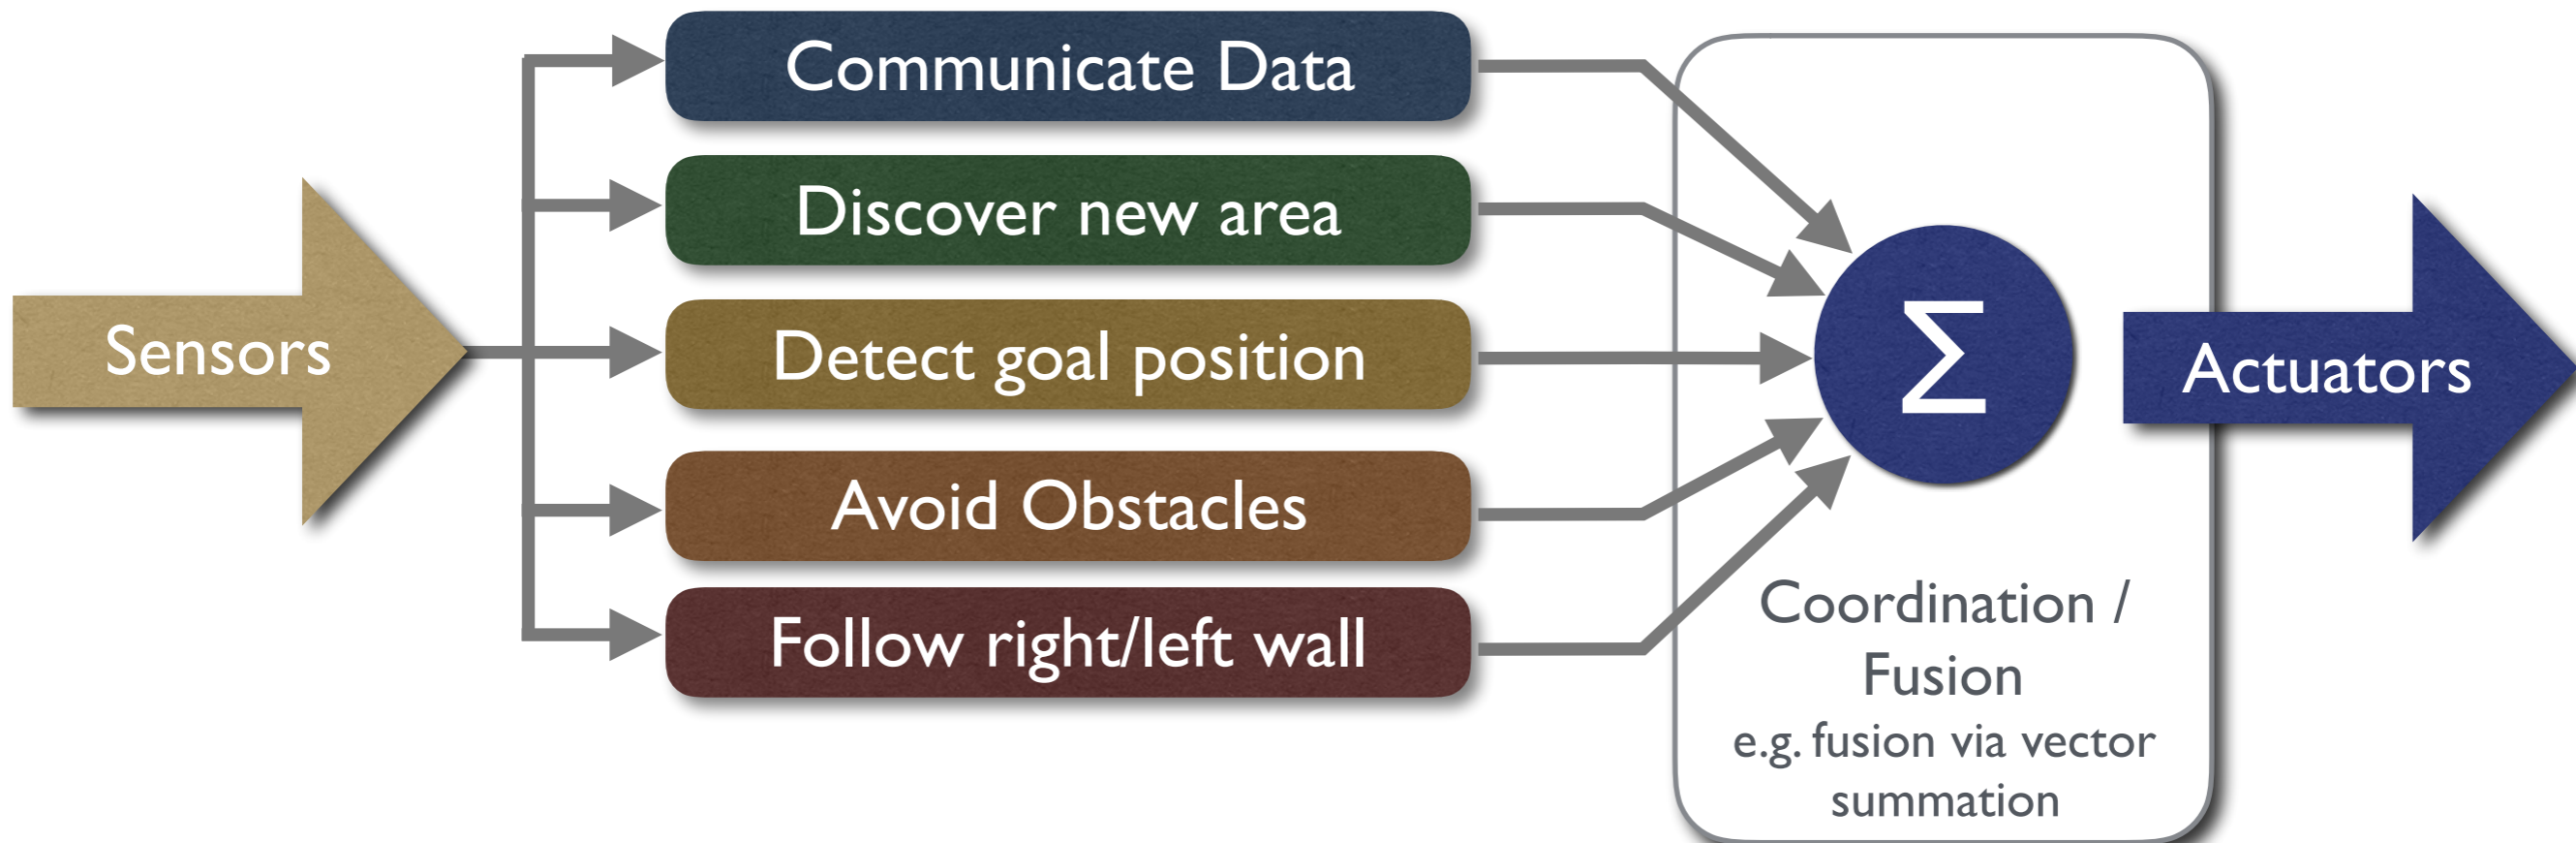 Sensors
Communicate Data
Discover new area
Detect goal position
Avoid Obstacles
Follow right/left wall
Σ
Coordination /
Fusion
e.g. fusion via vector
summation
Actuators